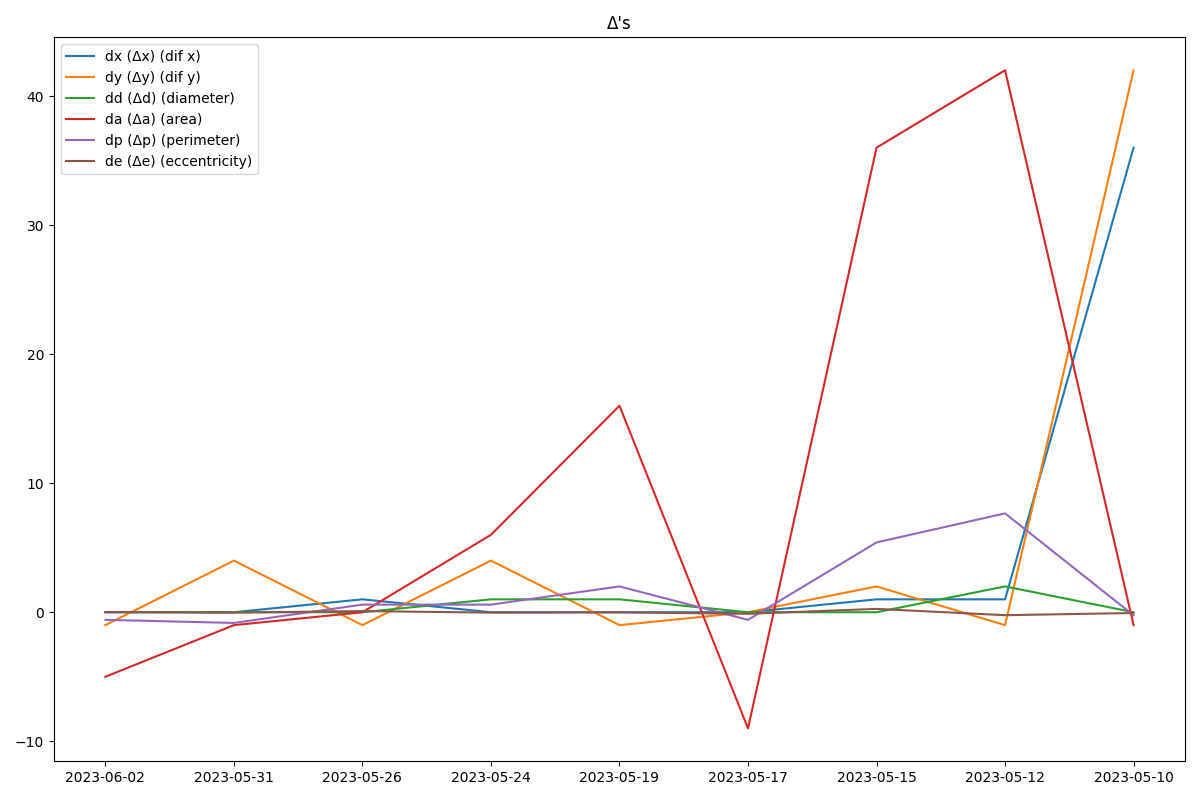 Δ's
dx (Δx) (dif x)
dy (Δy) (dif y)
dd (Δd) (diameter)
da (Δa) (area)
dp (Δp) (perimeter)
de (Δe) (eccentricity)
40
30
20
10
0
−10
2023-06-02 2023-05-31 2023-05-26 2023-05-24 2023-05-19 2023-05-17 2023-05-15 2023-05-12 2023-05-10